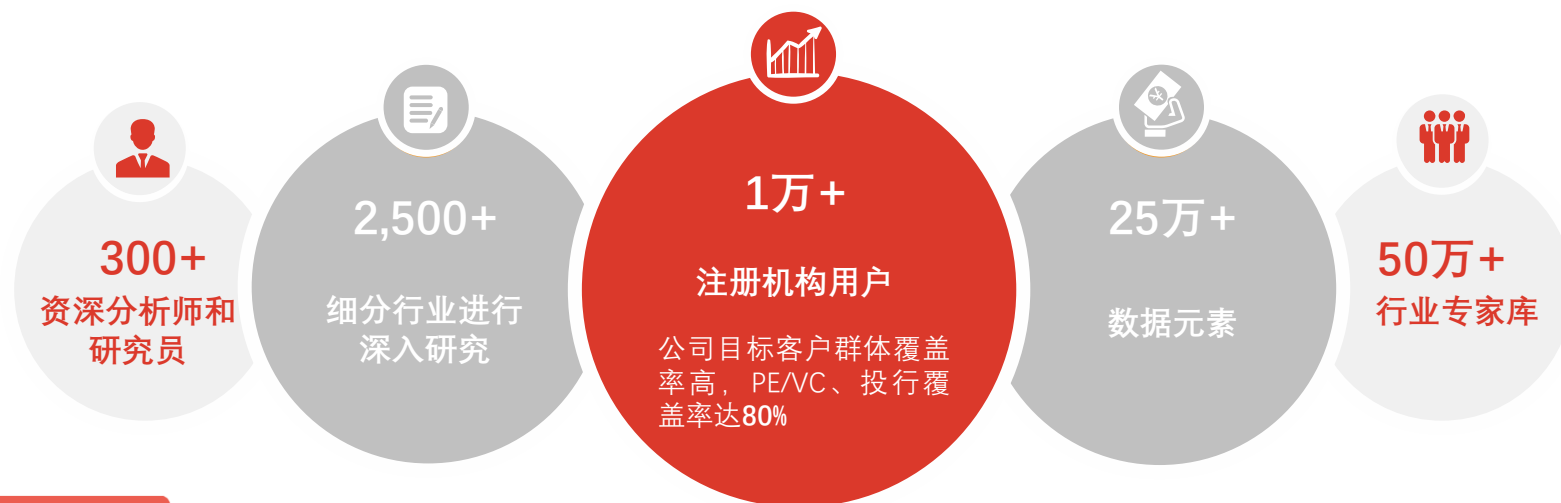 300+
资深分析师和
研究员
2,500+
细分行业进行
深入研究
1万+
注册机构用户
公司目标客户群体覆盖
率高，PE/VC、投行覆
盖率达80%
25万+
数据元素
50万+
行业专家库